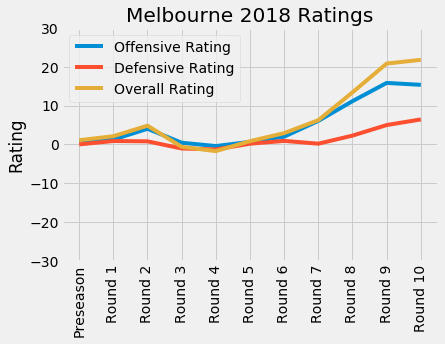 Melbourne 2018 Ratings
Offensive Rating
Defensive Rating
Overall Rating
Rating
30
20
10
0
−10
−20
−30
Preseason
Round 1
Round 2
Round 3
Round 4
Round 5
Round 6
Round 7
Round 8
Round 9
Round 10